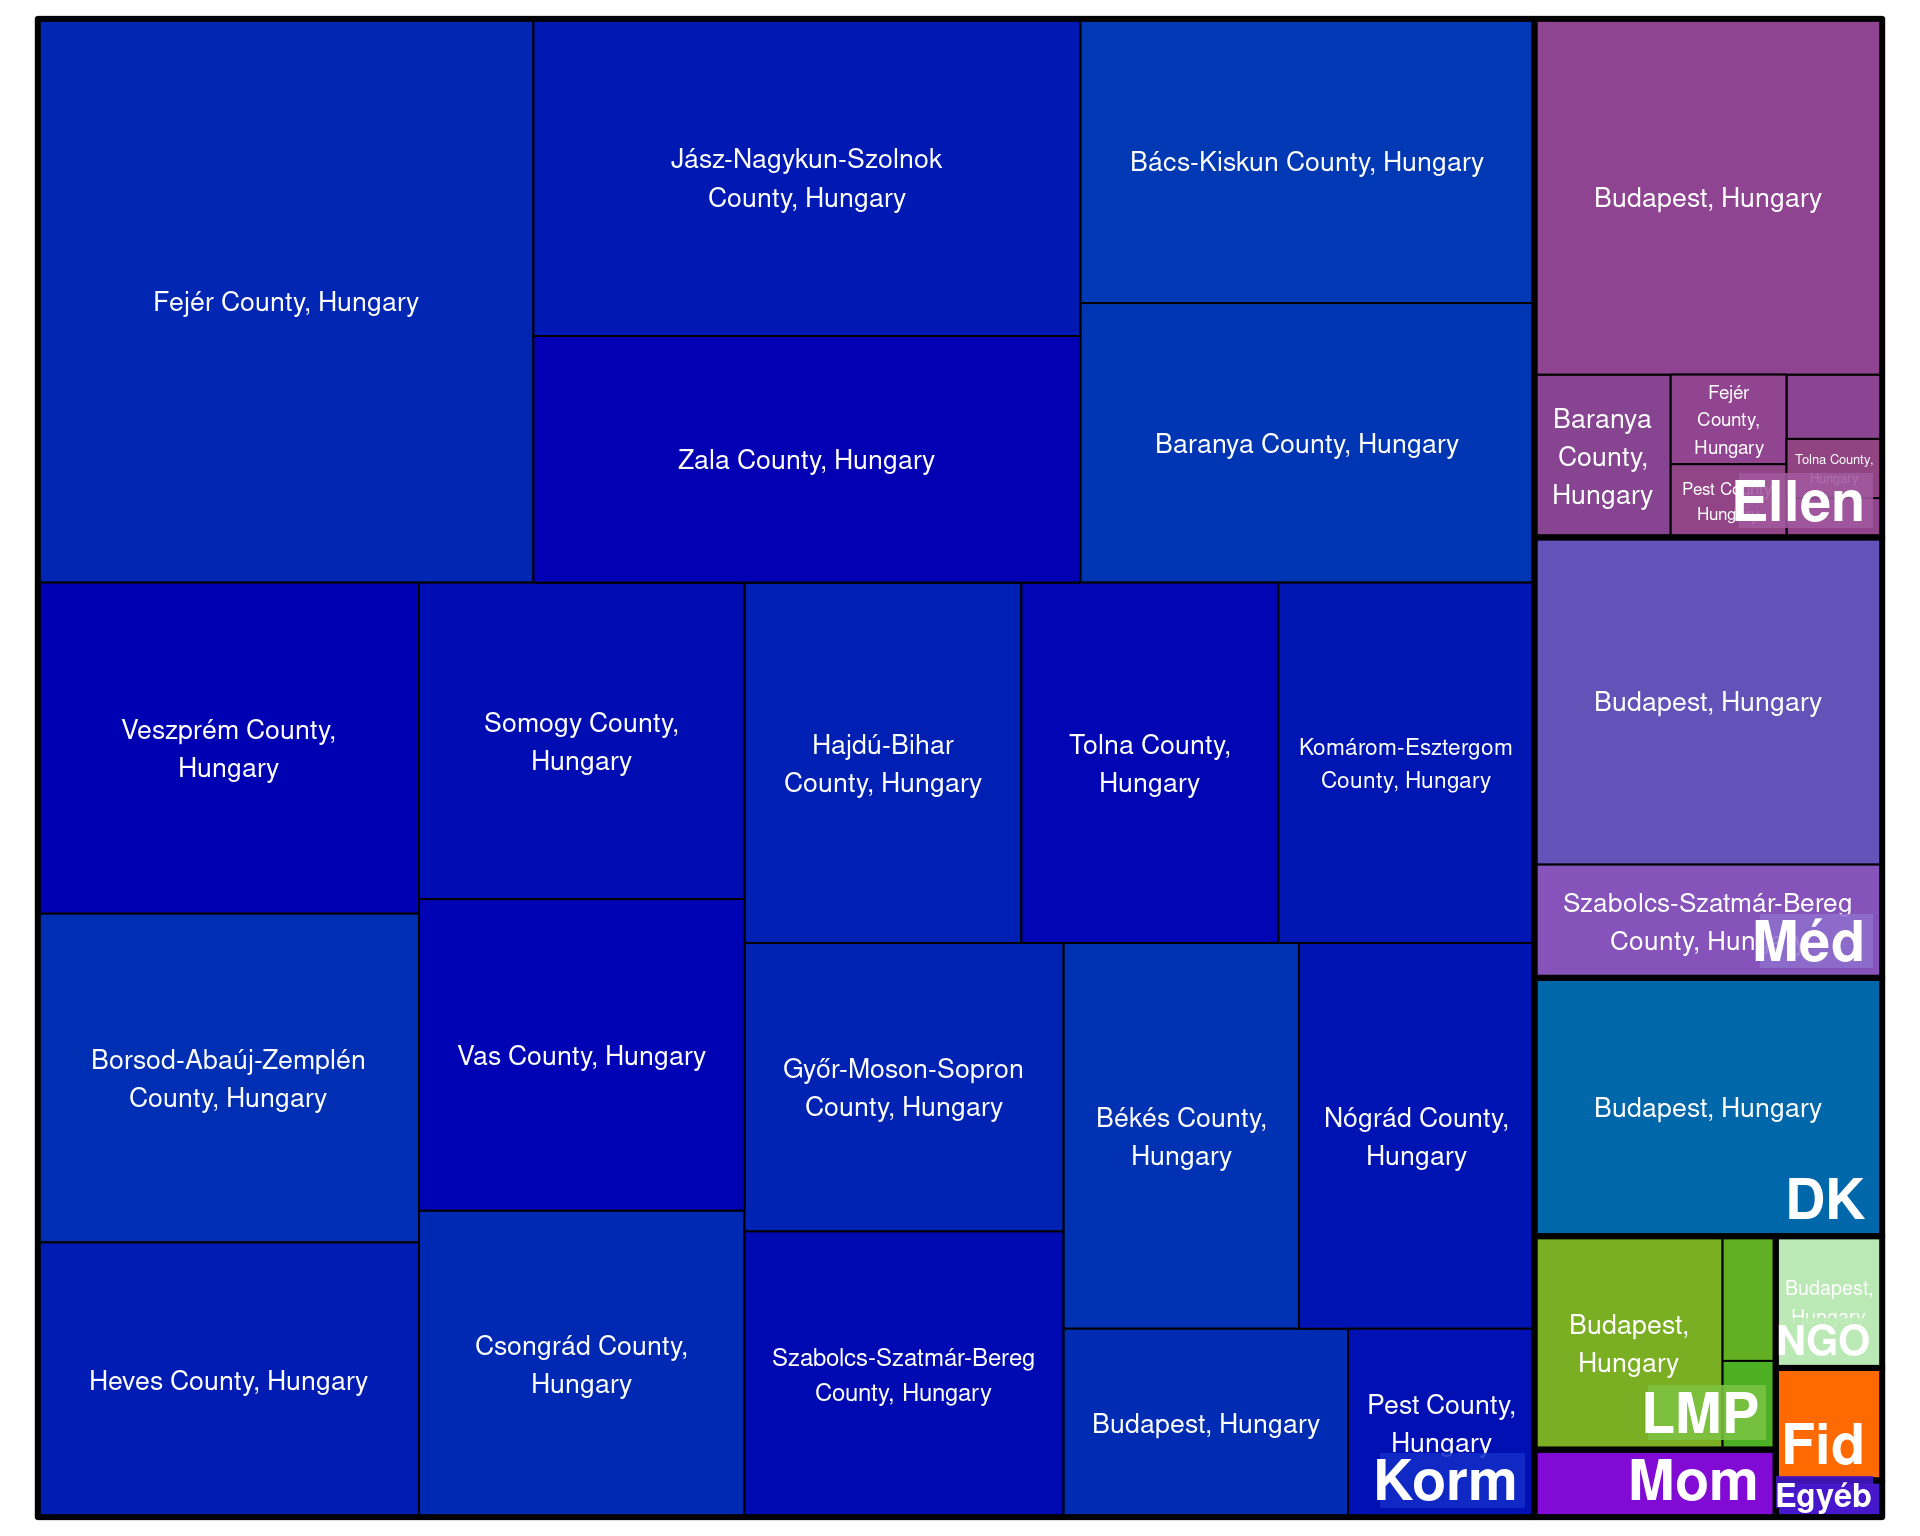 Fejér County, Hungary
Jász-Nagykun-Szolnok
County, Hungary
Zala County, Hungary
Bács-Kiskun County, Hungary
Baranya County, Hungary
Veszprém County,
Hungary
Somogy County,
Hungary
Hajdú-Bihar
County, Hungary
Tolna County,
Hungary
Komárom-Esztergom
County, Hungary
Borsod-Abaúj-Zemplén
County, Hungary
Vas County, Hungary
Győr-Moson-Sopron
County, Hungary
Békés County,
Hungary
Nógrád County,
Hungary
Heves County, Hungary
Csongrád County,
Hungary
Szabolcs-Szatmár-Bereg
County, Hungary
Budapest, Hungary
Pest County,
Hungary
Korm
Budapest, Hungary
Baranya
County,
Hungary
Fejér
County,
Hungary
Pest County,
Hungary
Tolna County,
Hungary
Ellen
Budapest, Hungary
Szabolcs-Szatmár-Bereg
County, Hungary
Méd
Budapest, Hungary
DK
Budapest,
Hungary
LMP
Budapest,
Hungary
NGO
Fid
Mom
Egyéb